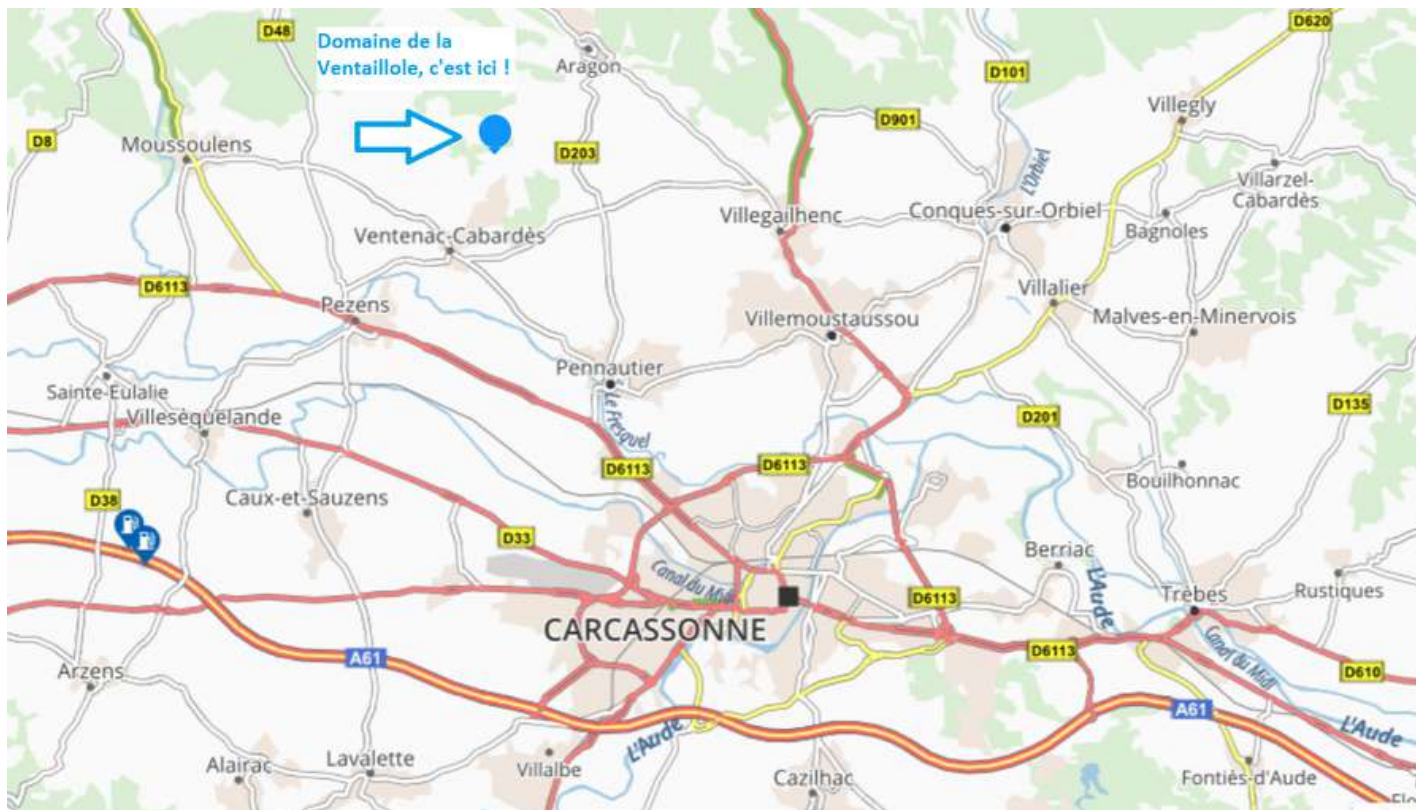 D620
D48
Domaine de la
Ventaillole, c'est ici !
Aragon
D101
Villegly
D901
D8
Moussoulens
D203
L'Orbiel
Villarzel-
Cabardès
Villegailhenc
Conques-sur-Orbiel
Bagnoles
Ventenac-Cabardès
D6113
Villalier
Pezens
Villemoustaussou
Malves-en-Minervois
Pennautier
Sainte-Eulalie
Le Fresquel
D135
Villesèquelande
D201
D6113
D6113
Bouilhonnac
Caux-et-Sauzens
D38
D33
Berriac
L'Aude
Canal du Midi
Trèbes
Rustiques
D6113
CARCASSONNE
D6113
A61
Canal du Midi
Arzens
D610
A61
L'Aude
L'Aude
Lavalette
Villalbe
Alairac
Cazilhac
Fontiès-d'Aude
Flo